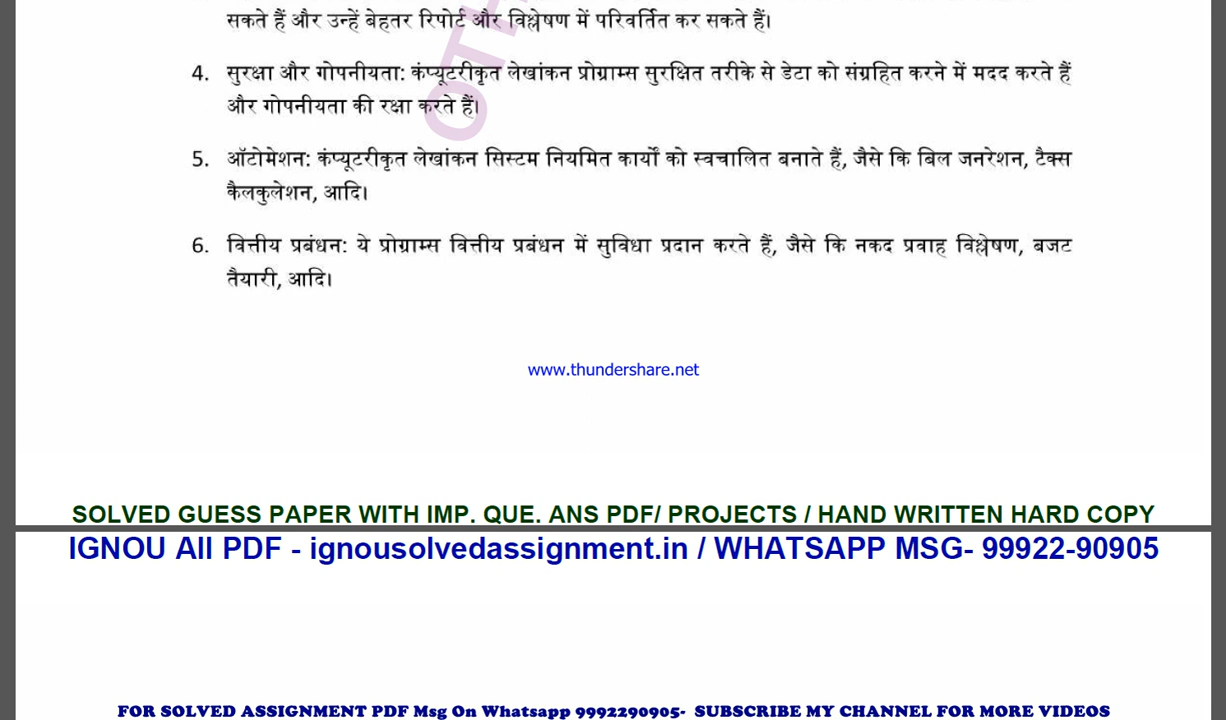 सकते हैं और उन्हें बेहतर रिपोर्ट और विश्लेषण में परिवर्तित कर सकते हैं।
4. सुरक्षा और गोपनीयता: कंप्यूटरीकृत लेखांकन प्रोग्राम्स सुरक्षित तरीके से डेटा को संग्रहित करने में मदद करते हैं
और गोपनीयता की रक्षा करते हैं।
OTH
5. ऑटोमेशन: कंप्यूटरीकृत लेखांकन सिस्टम नियमित कार्यों को स्वचालित बनाते हैं, जैसे कि बिल जनरेशन, टैक्स
कैलकुलेशन, आदि।
6. वित्तीय प्रबंधन: ये प्रोग्राम्स वित्तीय प्रबंधन में सुविधा प्रदान करते हैं, जैसे कि नकद प्रवाह विश्लेषण, बजट
तैयारी, आदि।
www.thundershare.net
SOLVED GUESS PAPER WITH IMP. QUE. ANS PDF/ PROJECTS / HAND WRITTEN HARD COPY
IGNOU All PDF - ignousolvedassignment.in / WHATSAPP MSG- 99922-90905
FOR SOLVED ASSIGNMENT PDF Msg On Whatsapp 9992290905- SUBSCRIBE MY CHANNEL FOR MORE VIDEOS